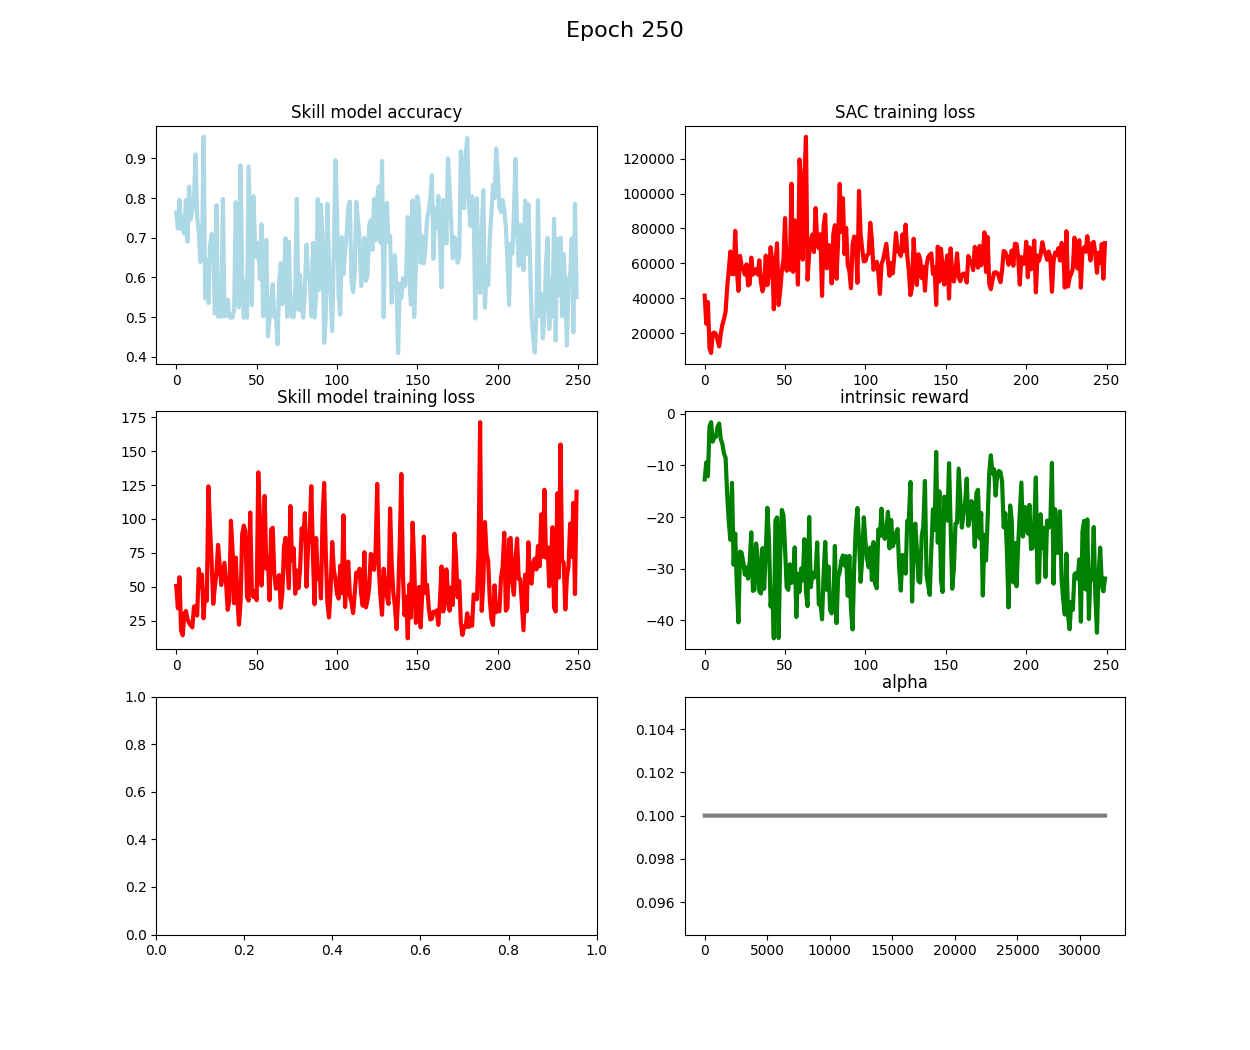 Epoch 250
Skill model accuracy
0.9
0.8
0.7
0.6
0.5
0.4
0 50 100 150 200 250
SAC training loss
120000
100000
80000
60000
40000
20000
0 50 100 150 200 250
Skill model training loss
175
150
125
100
75
50
25
0 50 100 150 200 250
intrinsic reward
0
−10
−20
−30
−40
0 50 100 150 200 250
1.0
0.8
0.6
0.4
0.2
0.0
0.0 0.2 0.4 0.6 0.8 1.0
alpha
0.104
0.102
0.100
0.098
0.096
0 5000 10000 15000 20000 25000 30000